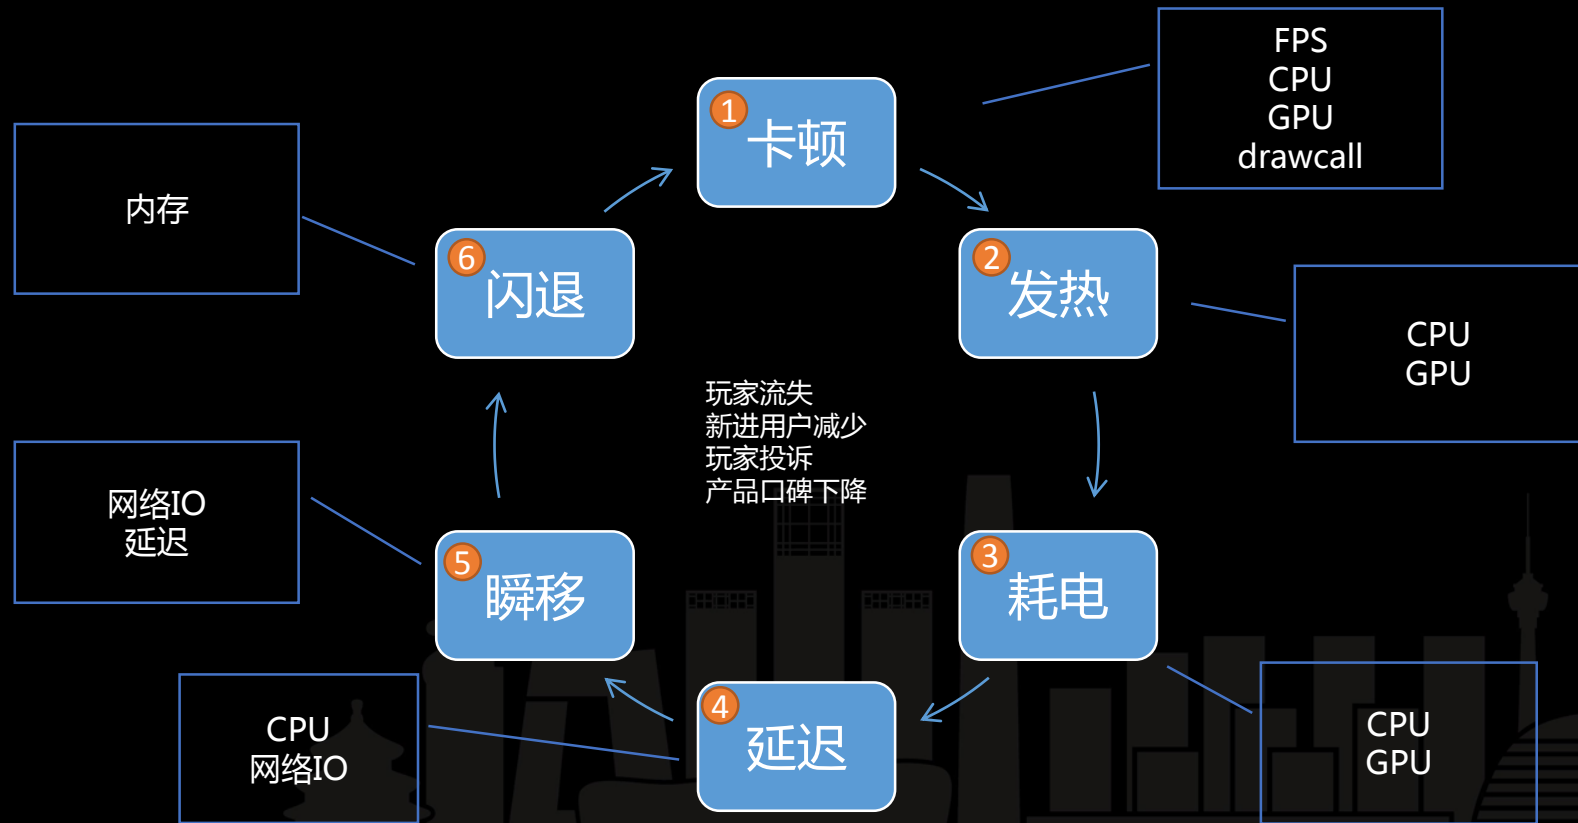 1
卡顿
FPS
CPU
GPU
drawcall
2
发热
CPU
GPU
3
耗电
CPU
GPU
4
延迟
CPU
网络IO
5
瞬移
网络IO
延迟
6
闪退
内存
玩家流失
新进用户减少
玩家投诉
产品口碑下降